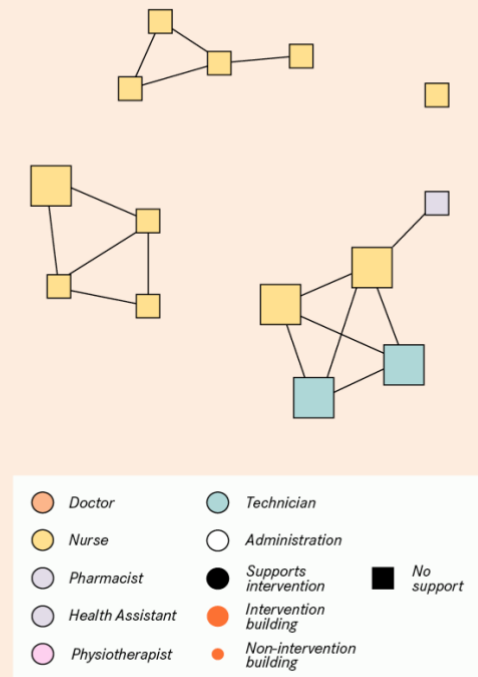 Doctor
Nurse
Pharmacist
Health Assistant
Physiotherapist
Technician
Administration
Supports
intervention
Intervention
building
Non-intervention
building
No
support